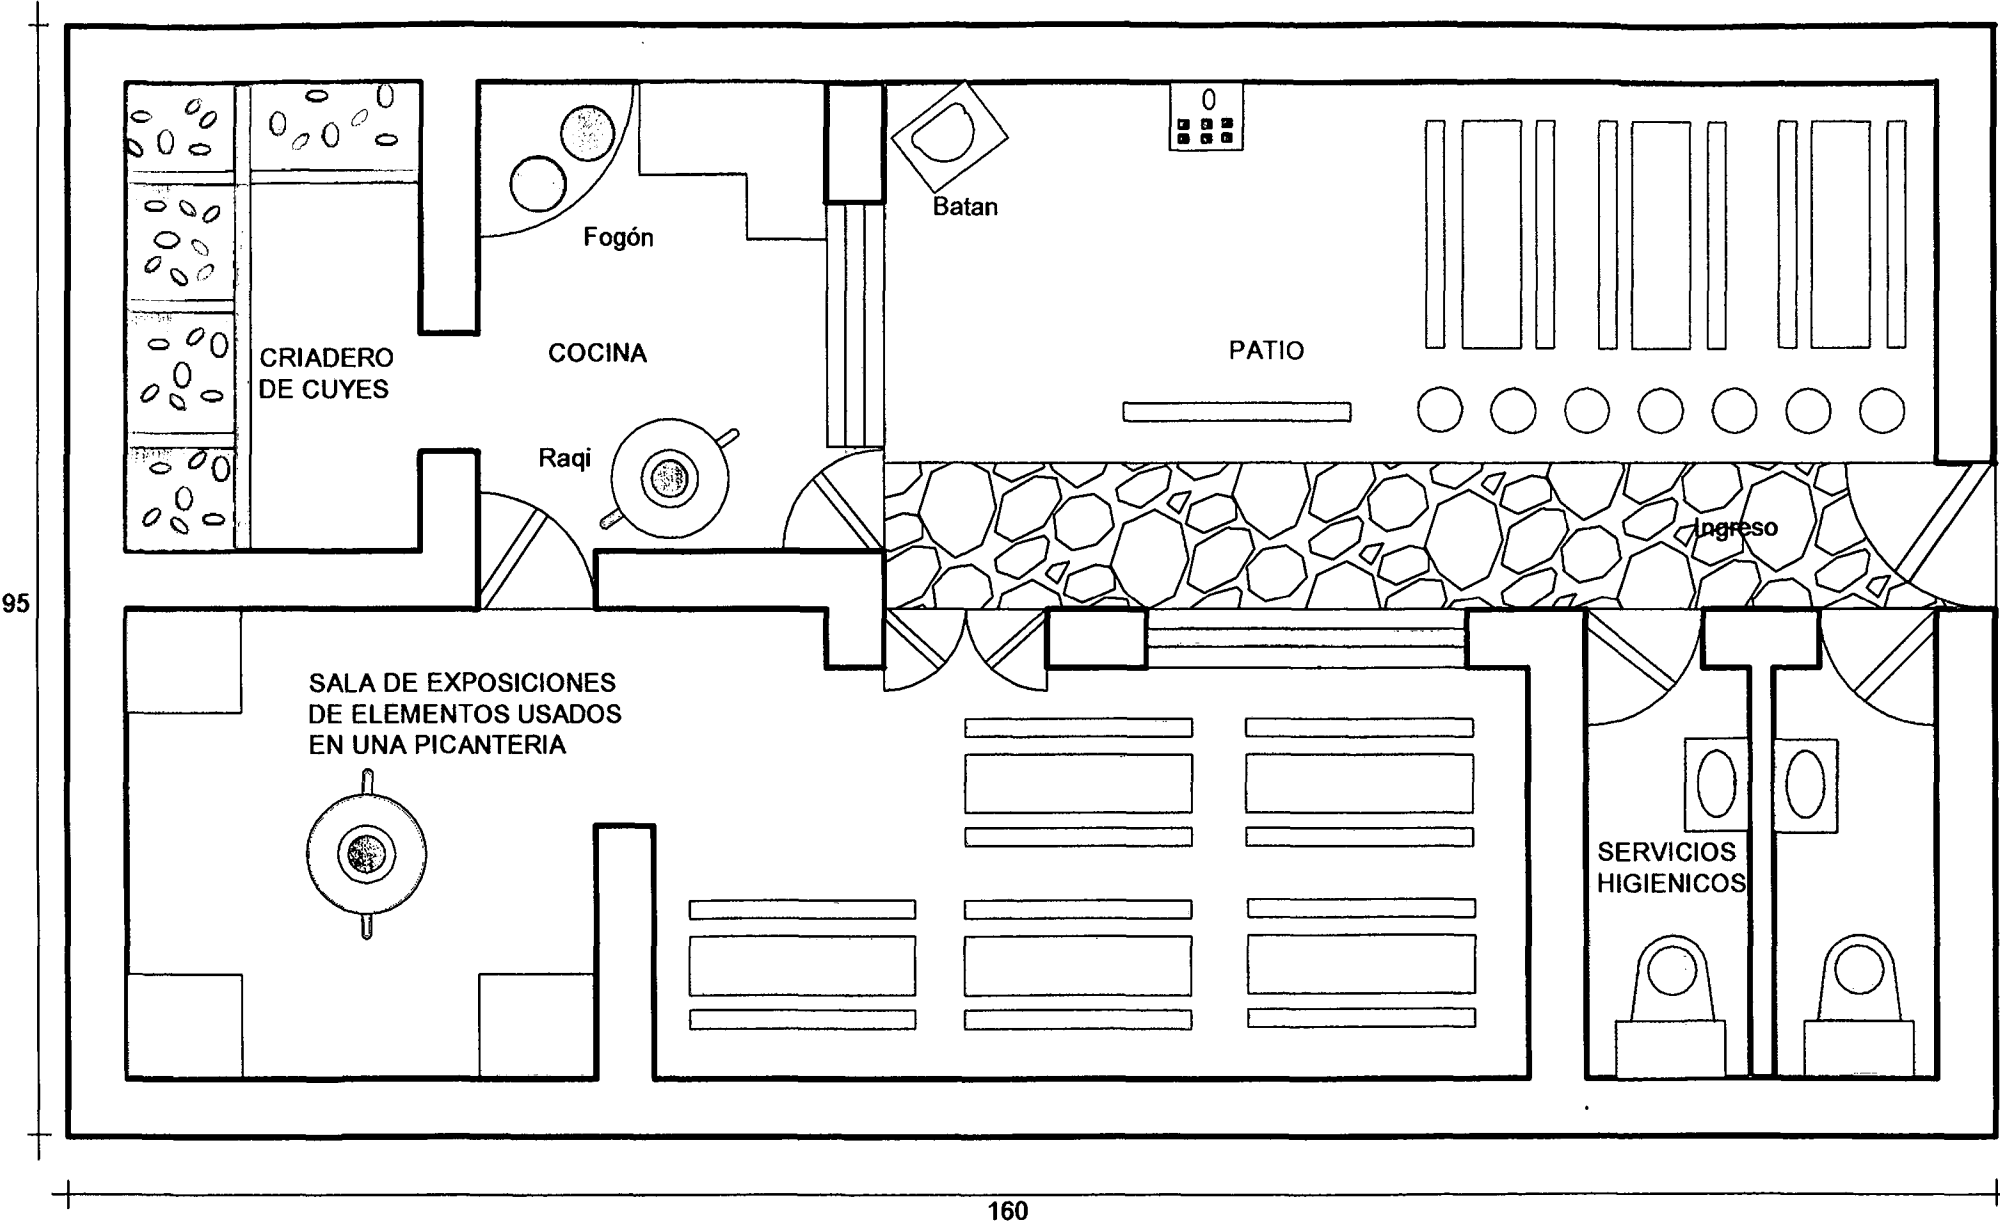 Batan
Fogón
CRIADERO
DE CUYES
COCINA
PATIO
Raqi
Ingreso
95
SALA DE EXPOSICIONES
DE ELEMENTOS USADOS
EN UNA PICANTERIA
SERVICIOS
HIGIENICOS
160